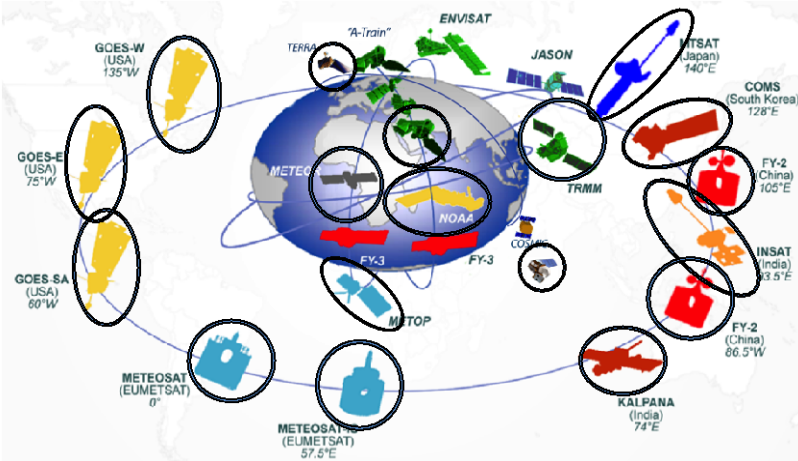 GOES-W
(USA)
135°W
TERRA
"A-Train"
ENVISAT
JASON
MTSAT
(Japan)
140°E
COMS
(South Korea)
128°E
GOES-E
(USA)
75°W
METEOR
NOAA
TRMM
FY-2
(China)
105°E
GOES-SA
(USA)
60°W
FY-3
FY-3
COSMIC
INSAT
(India)
93.5°E
METOP
FY-2
(China)
86.5°W
METEOSAT
(EUMETSAT)
0°
METEOSAT
(EUMETSAT)
57.5°E
KALPANA
(India)
74°E